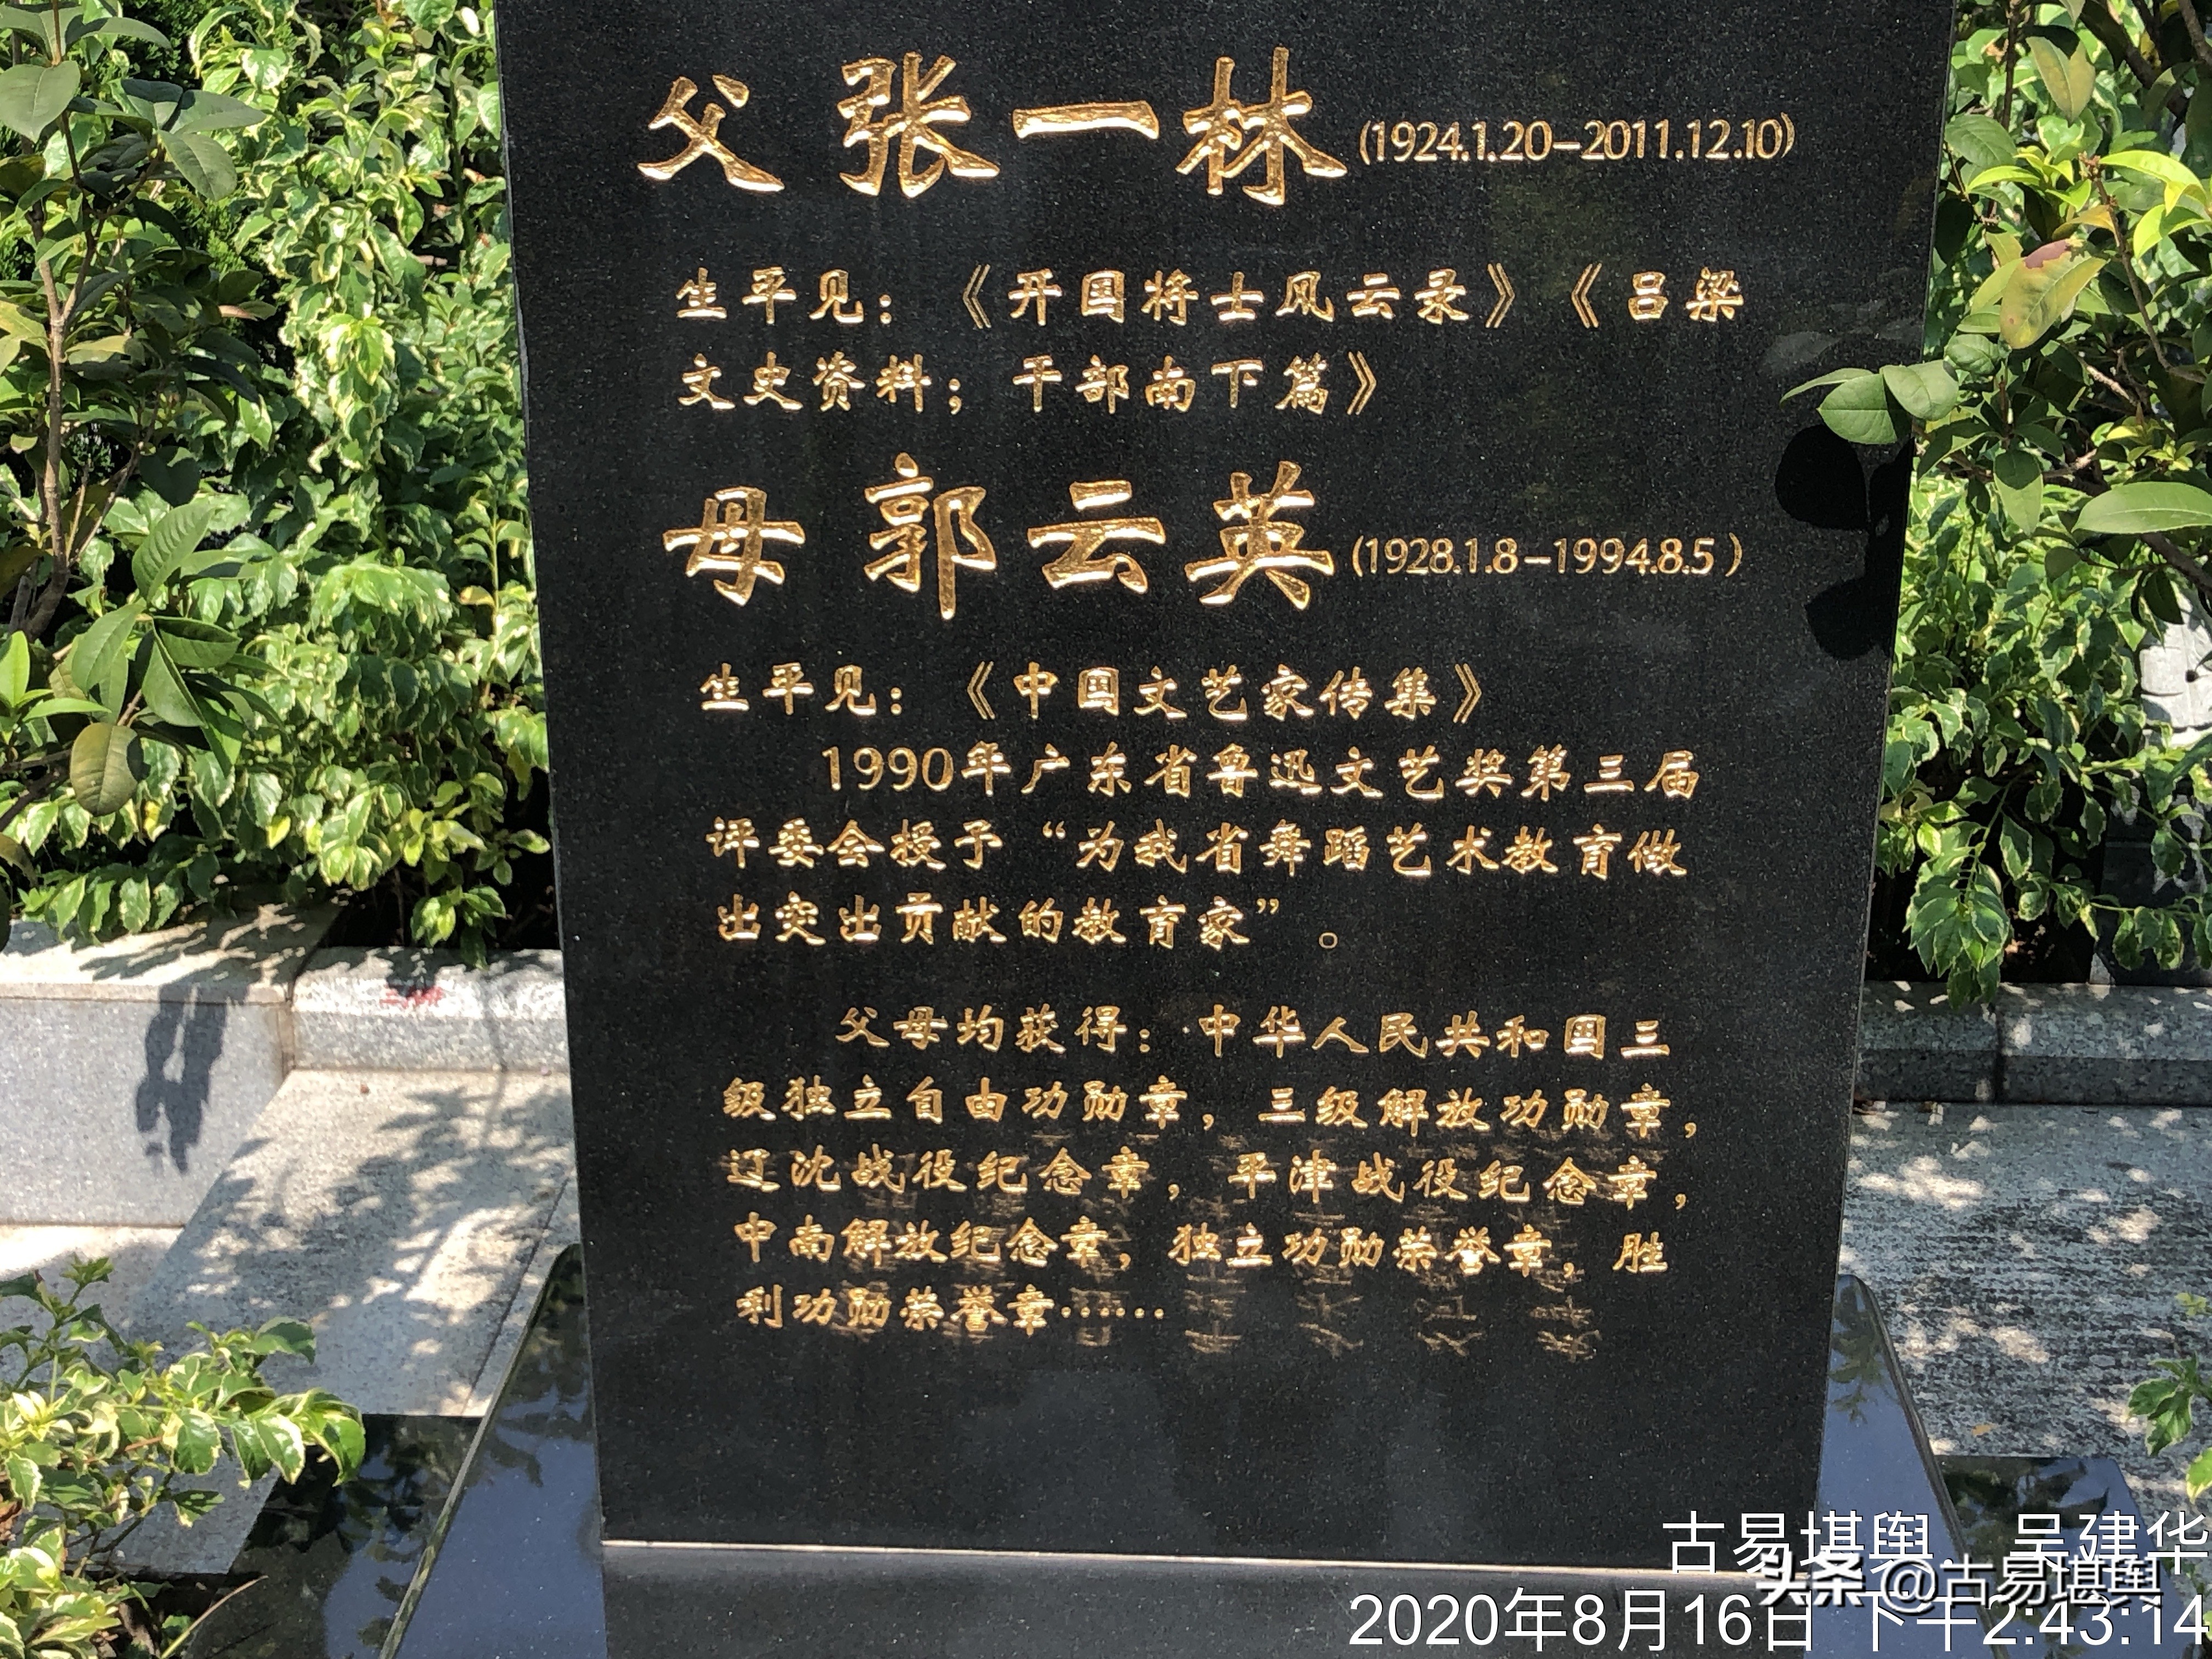 父 张一林 (1924.1.20-2011.12.10)
生平见：《开国将士风云录》《吕梁
文史资料；干部南下篇》
母 郭云英 (1928.1.8-1994.8.5)
生平见：《中国文艺家传集》
1990年广东省鲁迅文艺奖第三届
评委会授予“为我省舞蹈艺术教育做
出突出贡献的教育家”。
父母均获得：中华人民共和国三
级独立自由功勋章，三级解放功勋章，
辽沈战役纪念章，平津战役纪念章，
中南解放纪念章，独立功勋荣誉章，胜
利功勋荣誉章……
古易堪舆．吴建华
头条 @古易堪舆
2020年8月16日 下午2:43:14